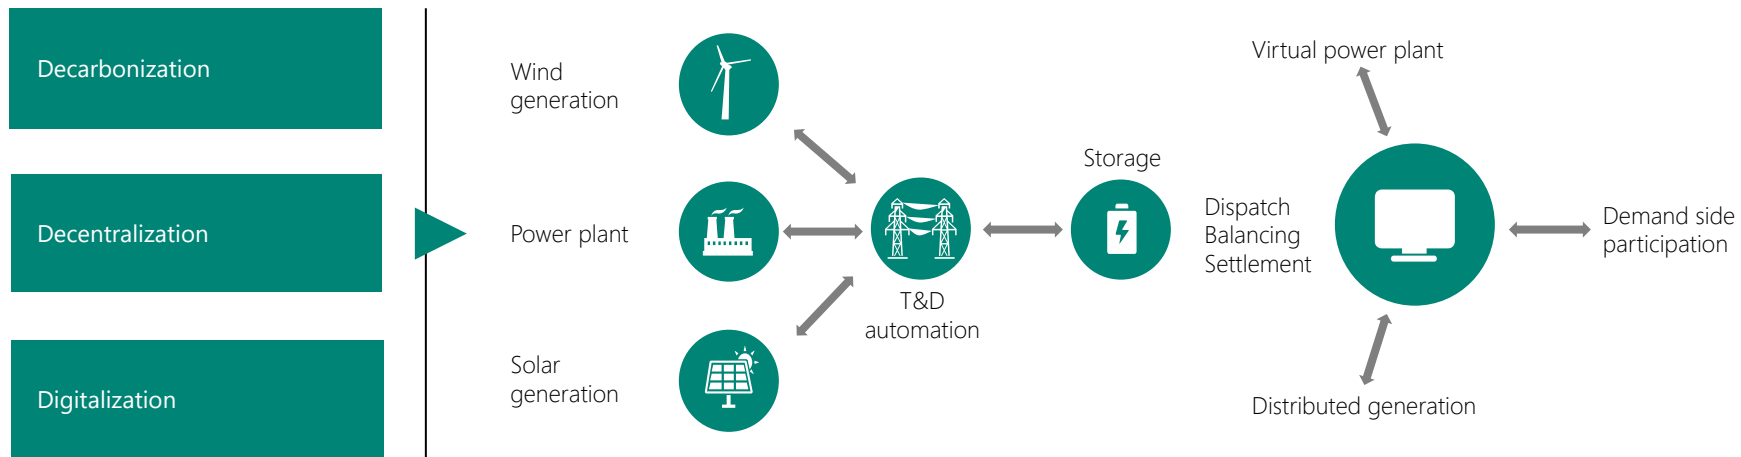 Decarbonization
Decentralization
Digitalization
Wind
generation
Power plant
Solar
generation
T&D
automation
Storage
Dispatch
Balancing
Settlement
Virtual power plant
Demand side
participation
Distributed generation